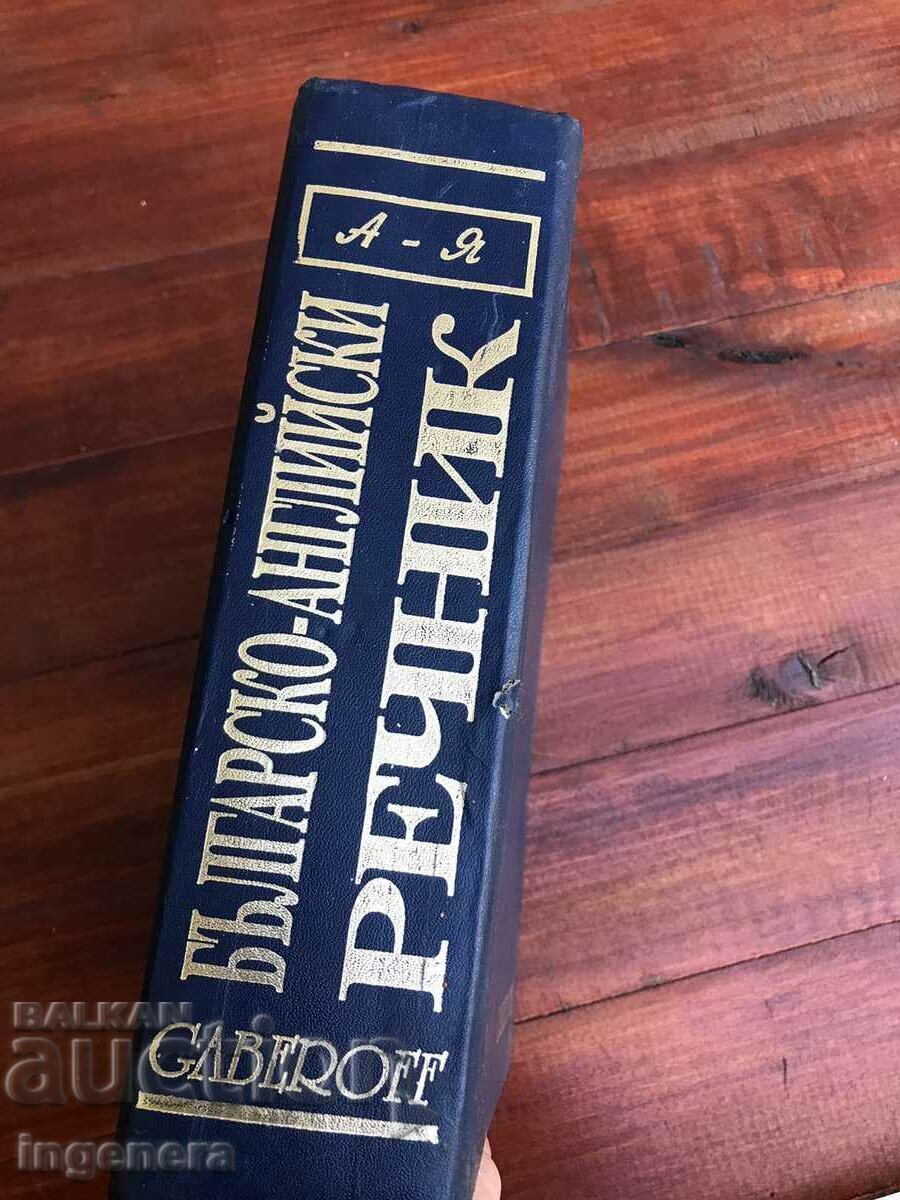 А - Я
БЪЛГАРСКО-АНГЛИЙСКИ
РЕЧНИК
GABEROFF
BALKAN
auction
ingenera